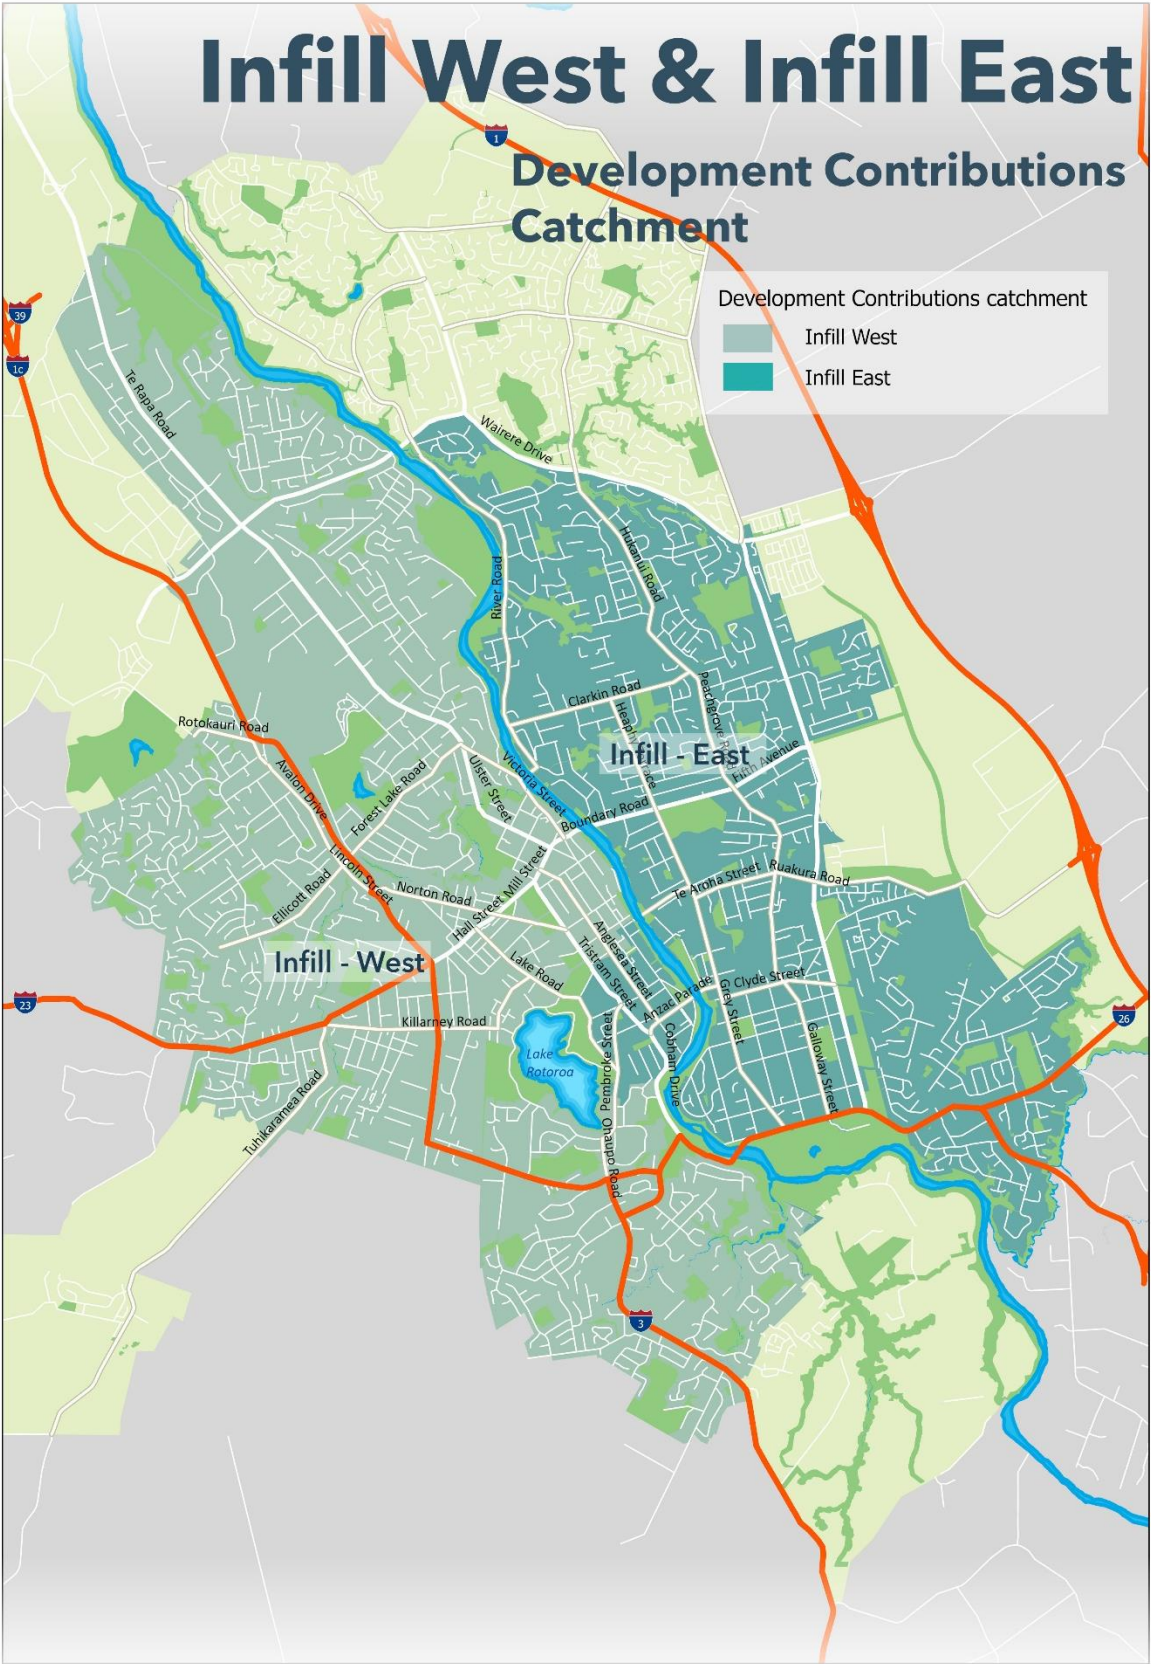 Infill West & Infill East
1
Development Contributions
Catchment
Development Contributions catchment
Infill West
Infill East
39
1c
Te Rapa Road
Wairere Drive
Hukanui Road
River Road
Clarkin Road
Peachgrove Road
Rotokauri Road
Infill - East
Fifth Avenue
Avalon Drive
Forest Lake Road
Ulster Street
Victoria Street
Boundary Road
Lincoln Street
Mill Street
Te Aroha Street
Ruakura Road
Ellicott Road
Norton Road
Hall Street
Anglesea Street
Tristram Street
Infill - West
Lake Road
Clyde Street
Anzac Parade
Grey Street
23
Killarney Road
26
Lake
Rotoroa
Pembroke Street
Cobham Drive
Galloway Street
Tuhikaramea Road
Ohaupo Road
3